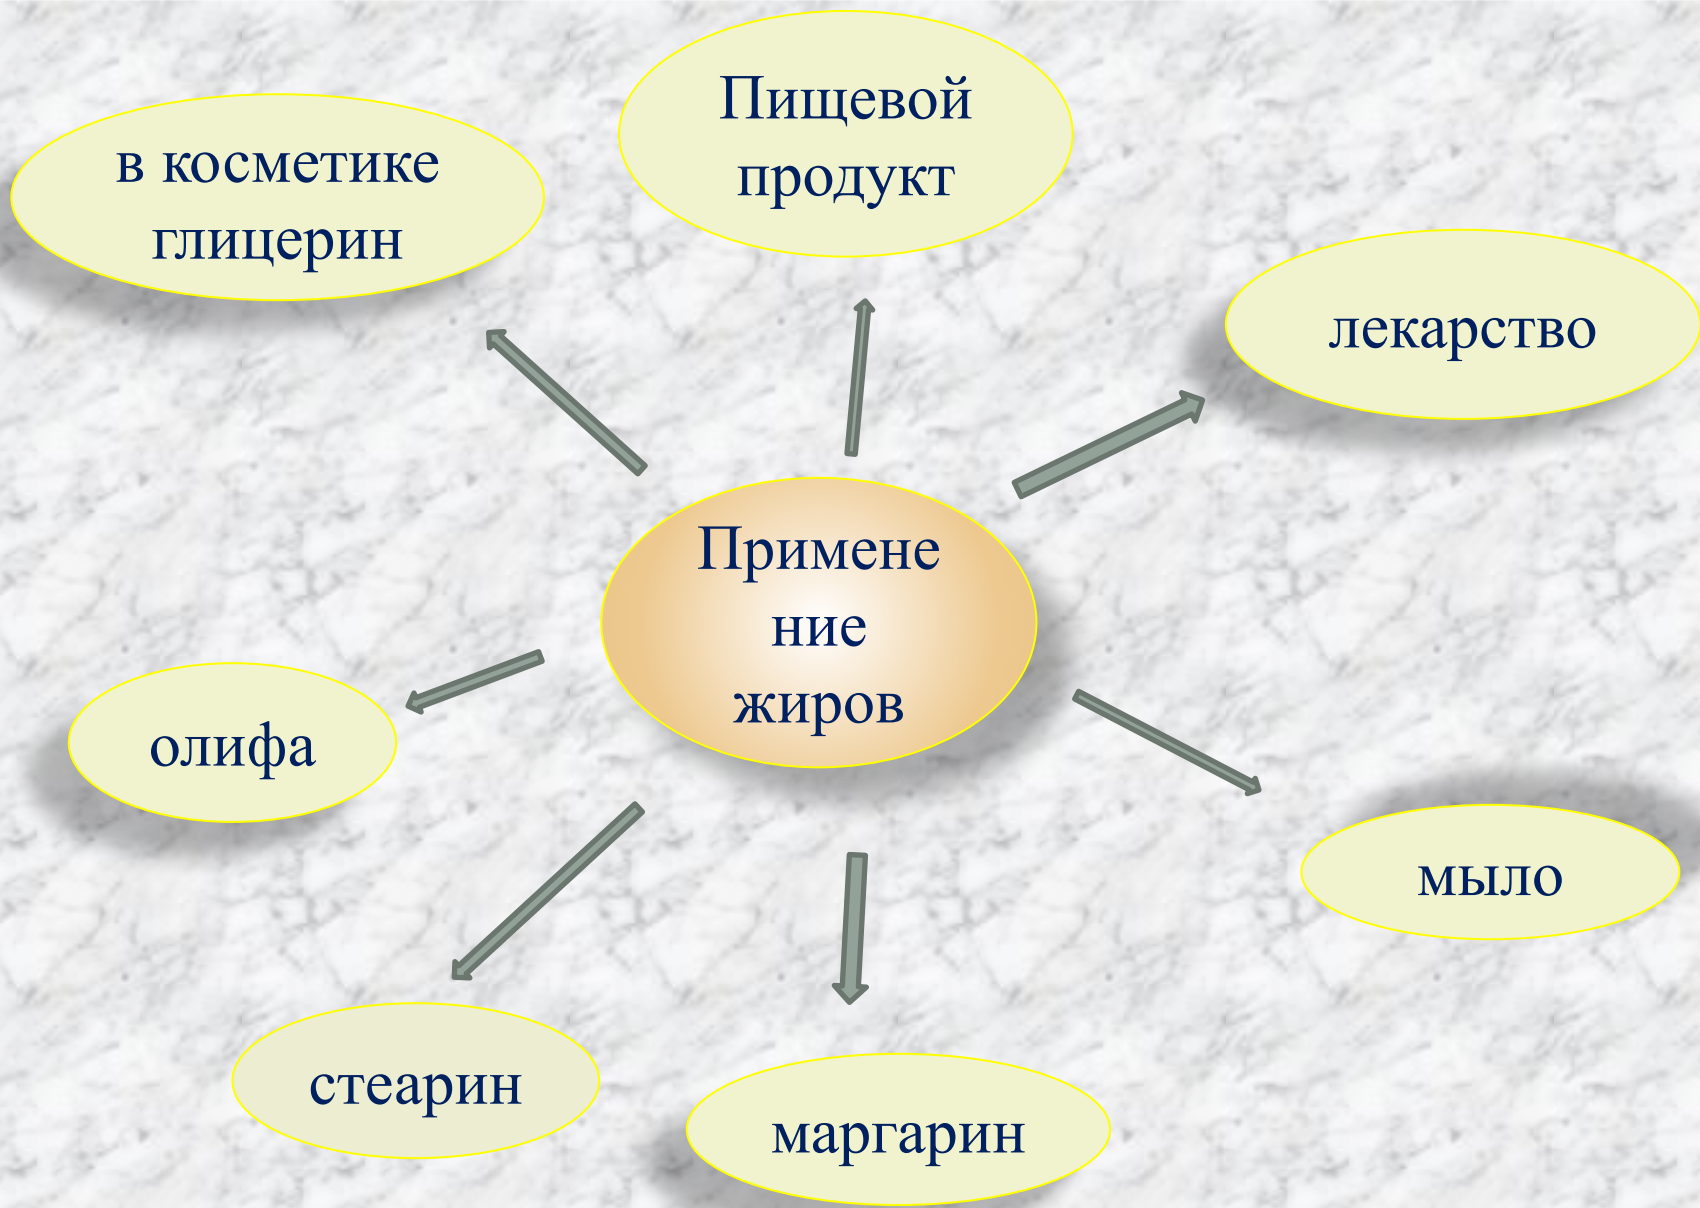 Пищевой
продукт
в косметике
глицерин
лекарство
Примене
ние
жиров
олифа
мыло
стеарин
маргарин